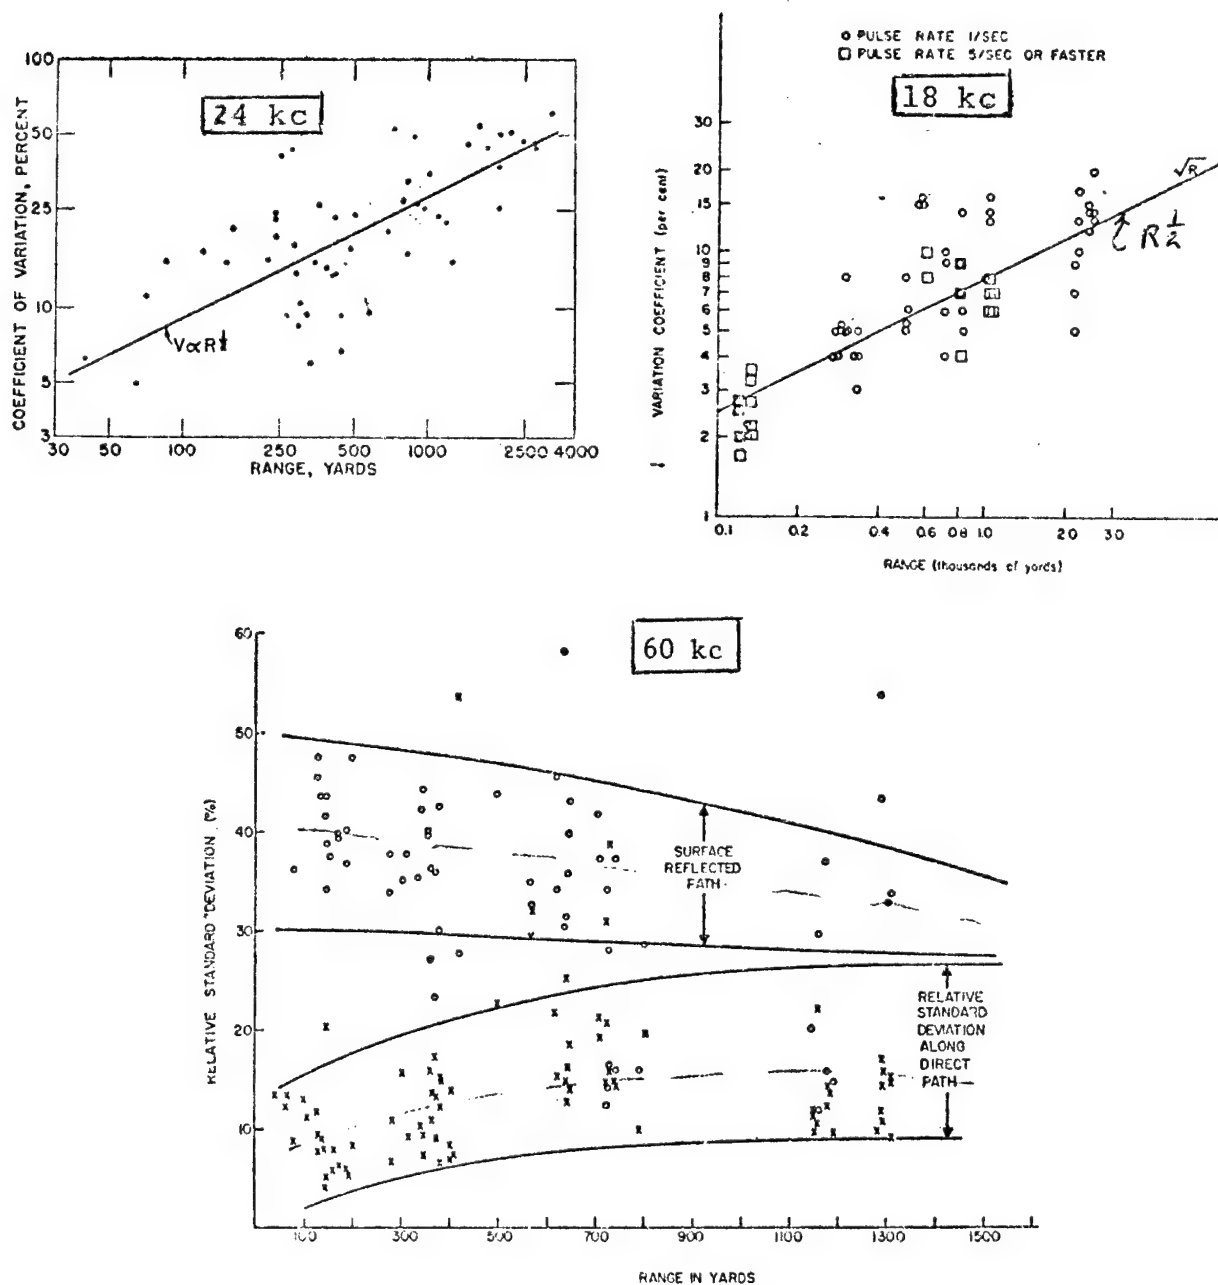 24 kc
100
50
25
10
5
3
COEFFICIENT OF VARIATION, PERCENT
V∝R½
30 50 100 250 500 1000 2500 4000
RANGE, YARDS
○ PULSE RATE 1/SEC
□ PULSE RATE 5/SEC OR FASTER
18 kc
30
20
15
10
9
8
7
6
5
4
3
2
1
VARIATION COEFFICIENT (per cent)
√R
R½
0.1 0.2 0.4 0.6 0.8 1.0 2.0 3.0
RANGE (thousands of yards)
60 kc
60
50
40
30
20
10
RELATIVE STANDARD DEVIATION (%)
SURFACE
REFLECTED
PATH
RELATIVE
STANDARD
DEVIATION
ALONG
DIRECT
PATH
100 300 500 700 900 1100 1300 1500
RANGE IN YARDS